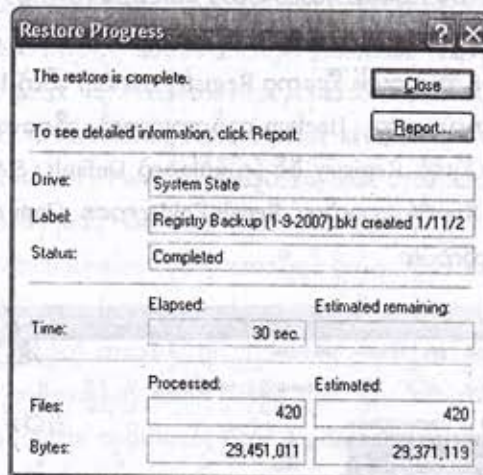 Restore Progress
The restore is complete.
Close
To see detailed information, click Report.
Report...
Drive: System State
Label: Registry Backup (1-9-2007).bkf created 1/11/2
Status: Completed
Elapsed: Estimated remaining:
Time: 30 sec.
Processed: Estimated:
Files: 420 420
Bytes: 29,451,011 29,371,119